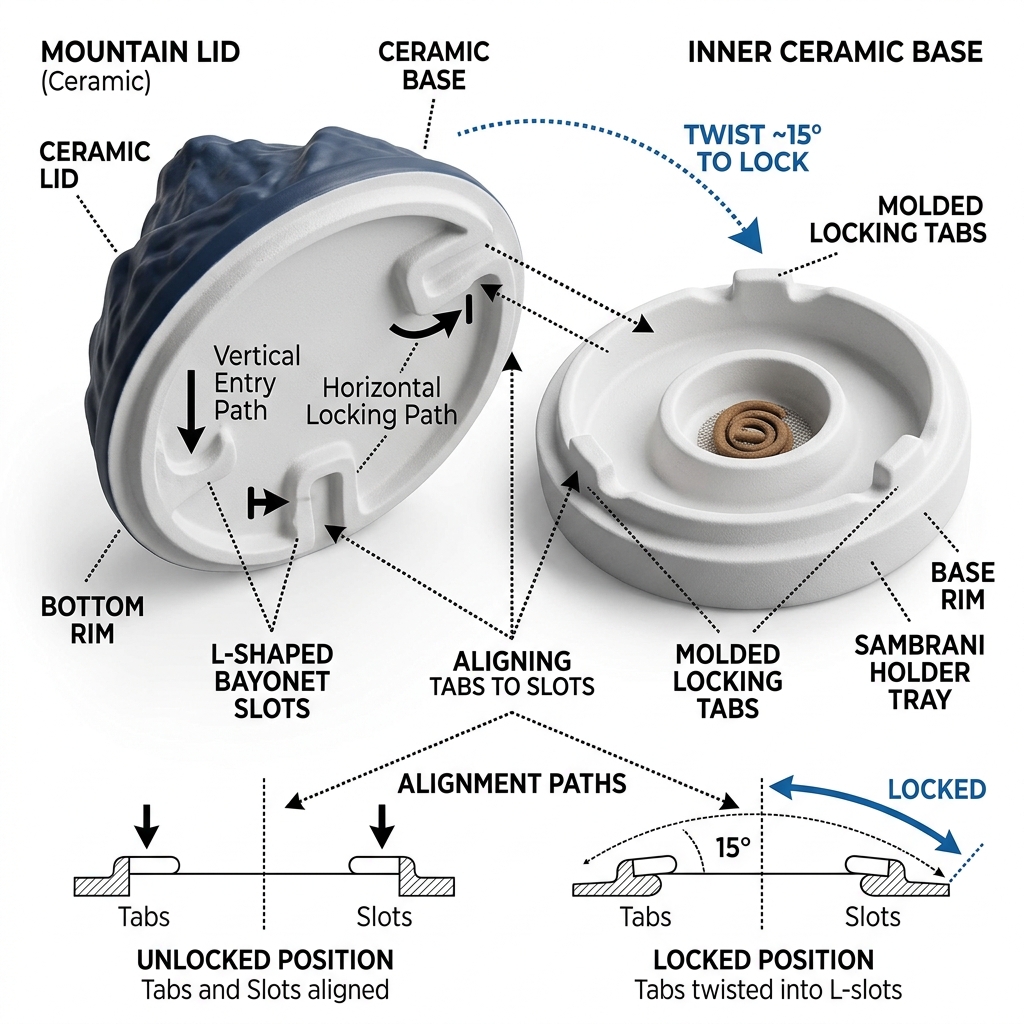 MOUNTAIN LID
(Ceramic)
CERAMIC
BASE
INNER CERAMIC BASE
CERAMIC
LID
TWIST ~15°
TO LOCK
MOLDED
LOCKING TABS
Vertical
Entry
Path
Horizontal
Locking Path
BOTTOM
RIM
L-SHAPED
BAYONET
SLOTS
ALIGNING
TABS TO SLOTS
MOLDED
LOCKING
TABS
BASE
RIM
SAMBRANI
HOLDER
TRAY
ALIGNMENT PATHS
LOCKED
15°
Tabs
Slots
Tabs
Slots
UNLOCKED POSITION
Tabs and Slots aligned
LOCKED POSITION
Tabs twisted into L-slots